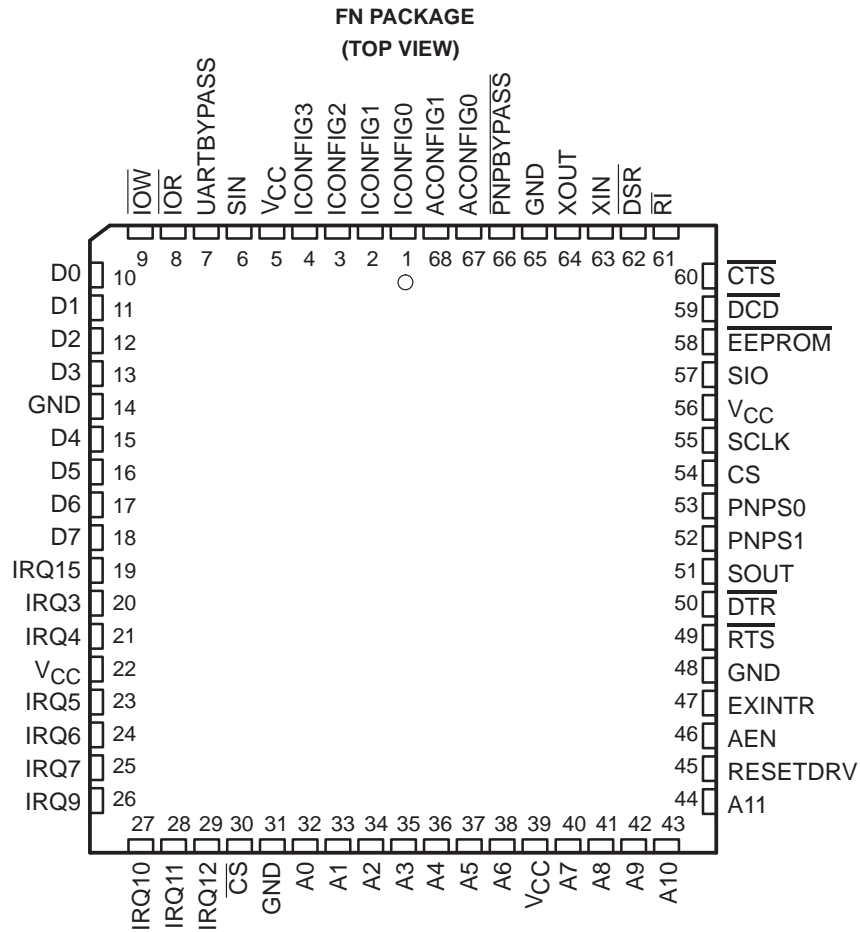 FN PACKAGE
(TOP VIEW)
IOW
IOR
UARTBYPASS
SIN
VCC
ICONFIG3
ICONFIG2
ICONFIG1
ICONFIG0
ACONFIG1
ACONFIG0
PNPBYPASS
GND
XOUT
XIN
DSR
RI
9 8 7 6 5 4 3 2 1 68 67 66 65 64 63 62 61
D0 10
D1 11
D2 12
D3 13
GND 14
D4 15
D5 16
D6 17
D7 18
IRQ15 19
IRQ3 20
IRQ4 21
VCC 22
IRQ5 23
IRQ6 24
IRQ7 25
IRQ9 26
60 CTS
59 DCD
58 EEPROM
57 SIO
56 VCC
55 SCLK
54 CS
53 PNPS0
52 PNPS1
51 SOUT
50 DTR
49 RTS
48 GND
47 EXINTR
46 AEN
45 RESETDRV
44 A11
27 28 29 30 31 32 33 34 35 36 37 38 39 40 41 42 43
IRQ10
IRQ11
IRQ12
CS
GND
A0
A1
A2
A3
A4
A5
A6
VCC
A7
A8
A9
A10